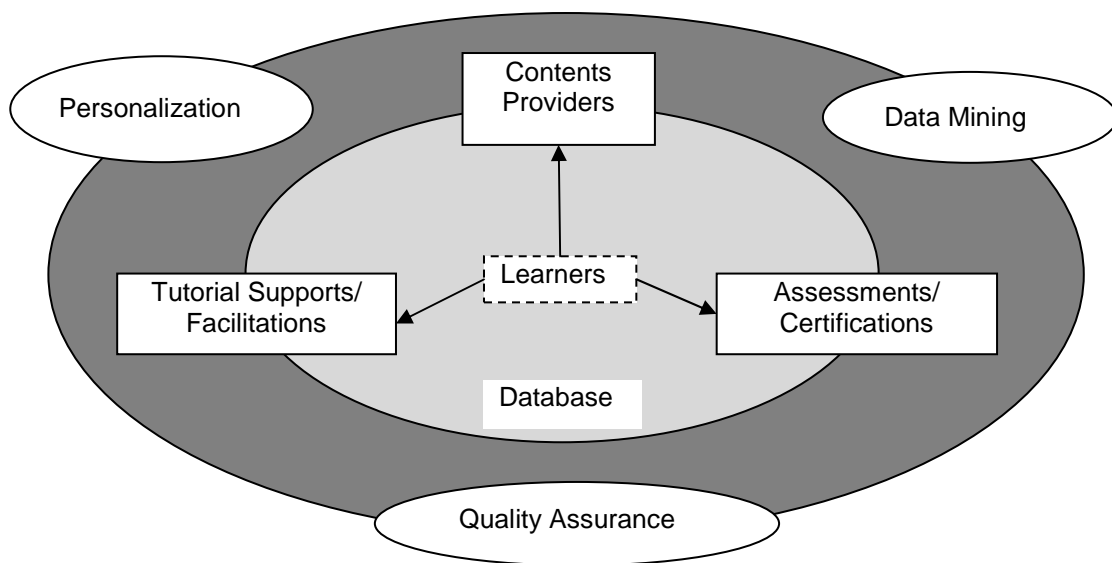 Contents
Providers
Personalization
Data Mining
Learners
Tutorial Supports/
Facilitations
Assessments/
Certifications
Database
Quality Assurance